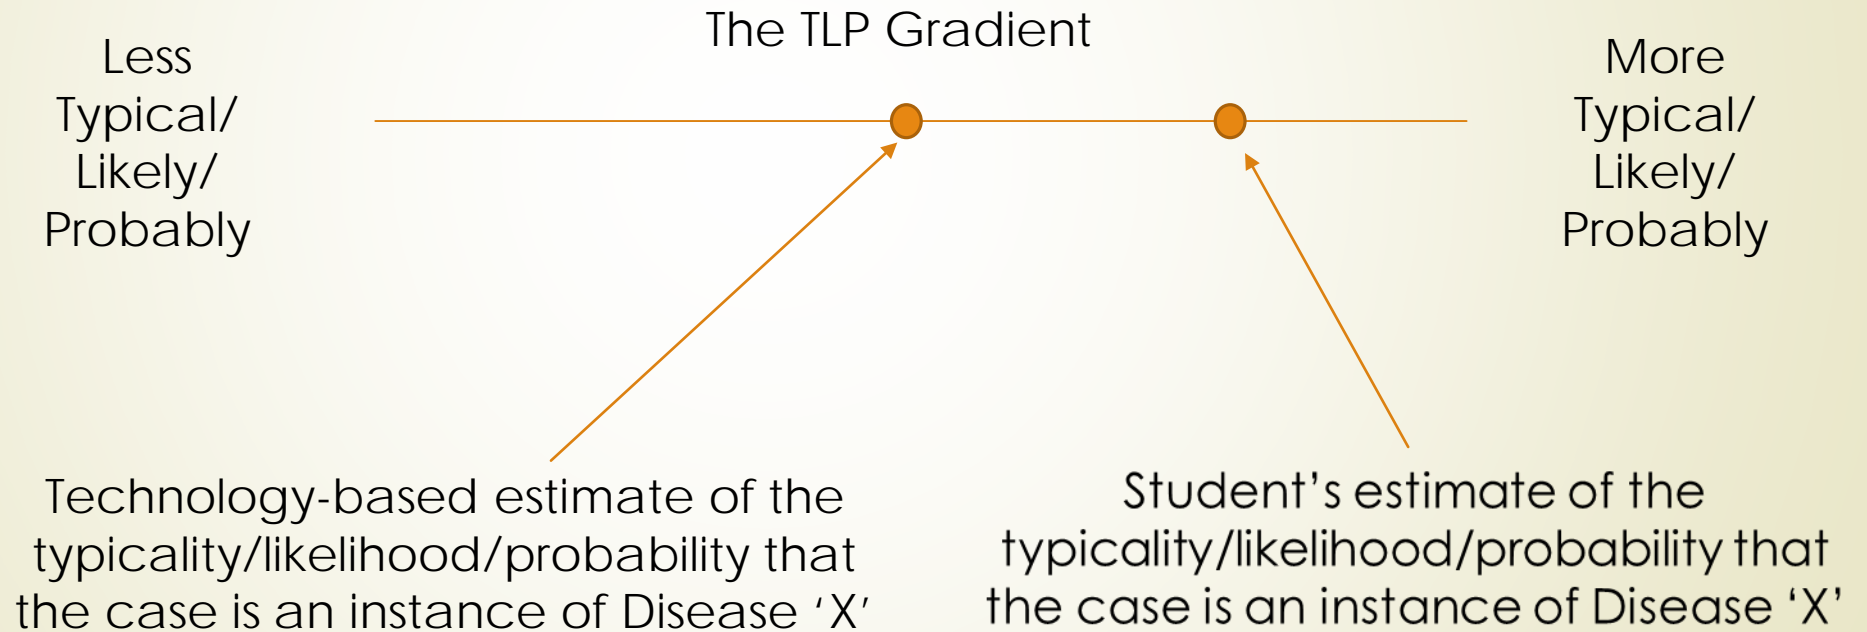 The TLP Gradient
Less
Typical/
Likely/
Probably
More
Typical/
Likely/
Probably
Technology-based estimate of the
typicality/likelihood/probability that
the case is an instance of Disease ‘X’
Student’s estimate of the
typicality/likelihood/probability that
the case is an instance of Disease ‘X’